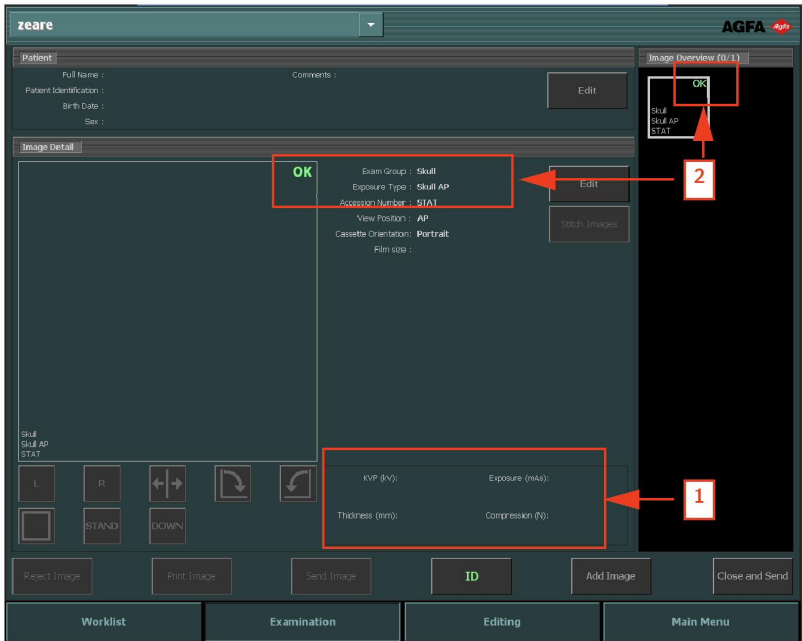 zeare
AGFA Agfa
Patient
Image Overview (0/1)
Full Name :
Comments :
Patient Identification :
Birth Date :
Sex :
Edit
OK
Skull
Skull AP
STAT
2
Image Detail
OK
Exam Group : Skull
Exposure Type : Skull AP
Accession Number : STAT
View Position : AP
Cassette Orientation: Portrait
Film size :
Edit
Stitch Images
Skull
Skull AP
STAT
L
R
STAND
DOWN
KVP (kV):
Exposure (mAs):
Thickness (mm):
Compression (N):
1
Reject Image
Print Image
Send Image
ID
Add Image
Close and Send
Worklist
Examination
Editing
Main Menu